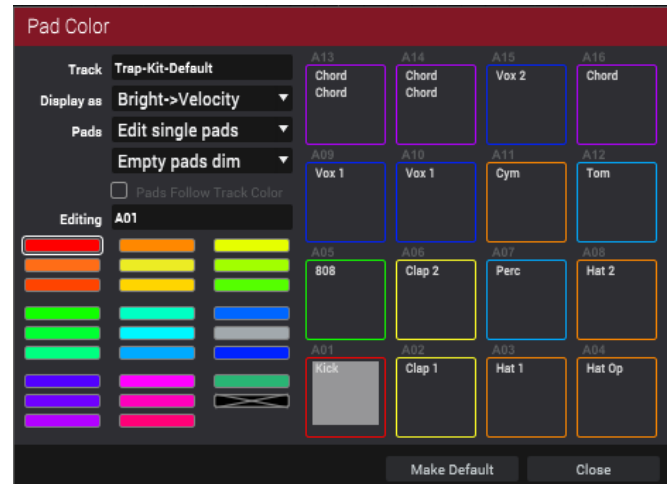 Pad Color
Track Trap-Kit-Default
Display as Bright->Velocity
Pads Edit single pads
Empty pads dim
Pads Follow Track Color
Editing A01
A13 A14 A15 A16
Chord Chord Vox 2 Chord
Chord Chord
A09 A10 A11 A12
Vox 1 Vox 1 Cym Tom
A05 A06 A07 A08
808 Clap 2 Perc Hat 2
A01 A02 A03 A04
Kick Clap 1 Hat 1 Hat Op
Make Default Close